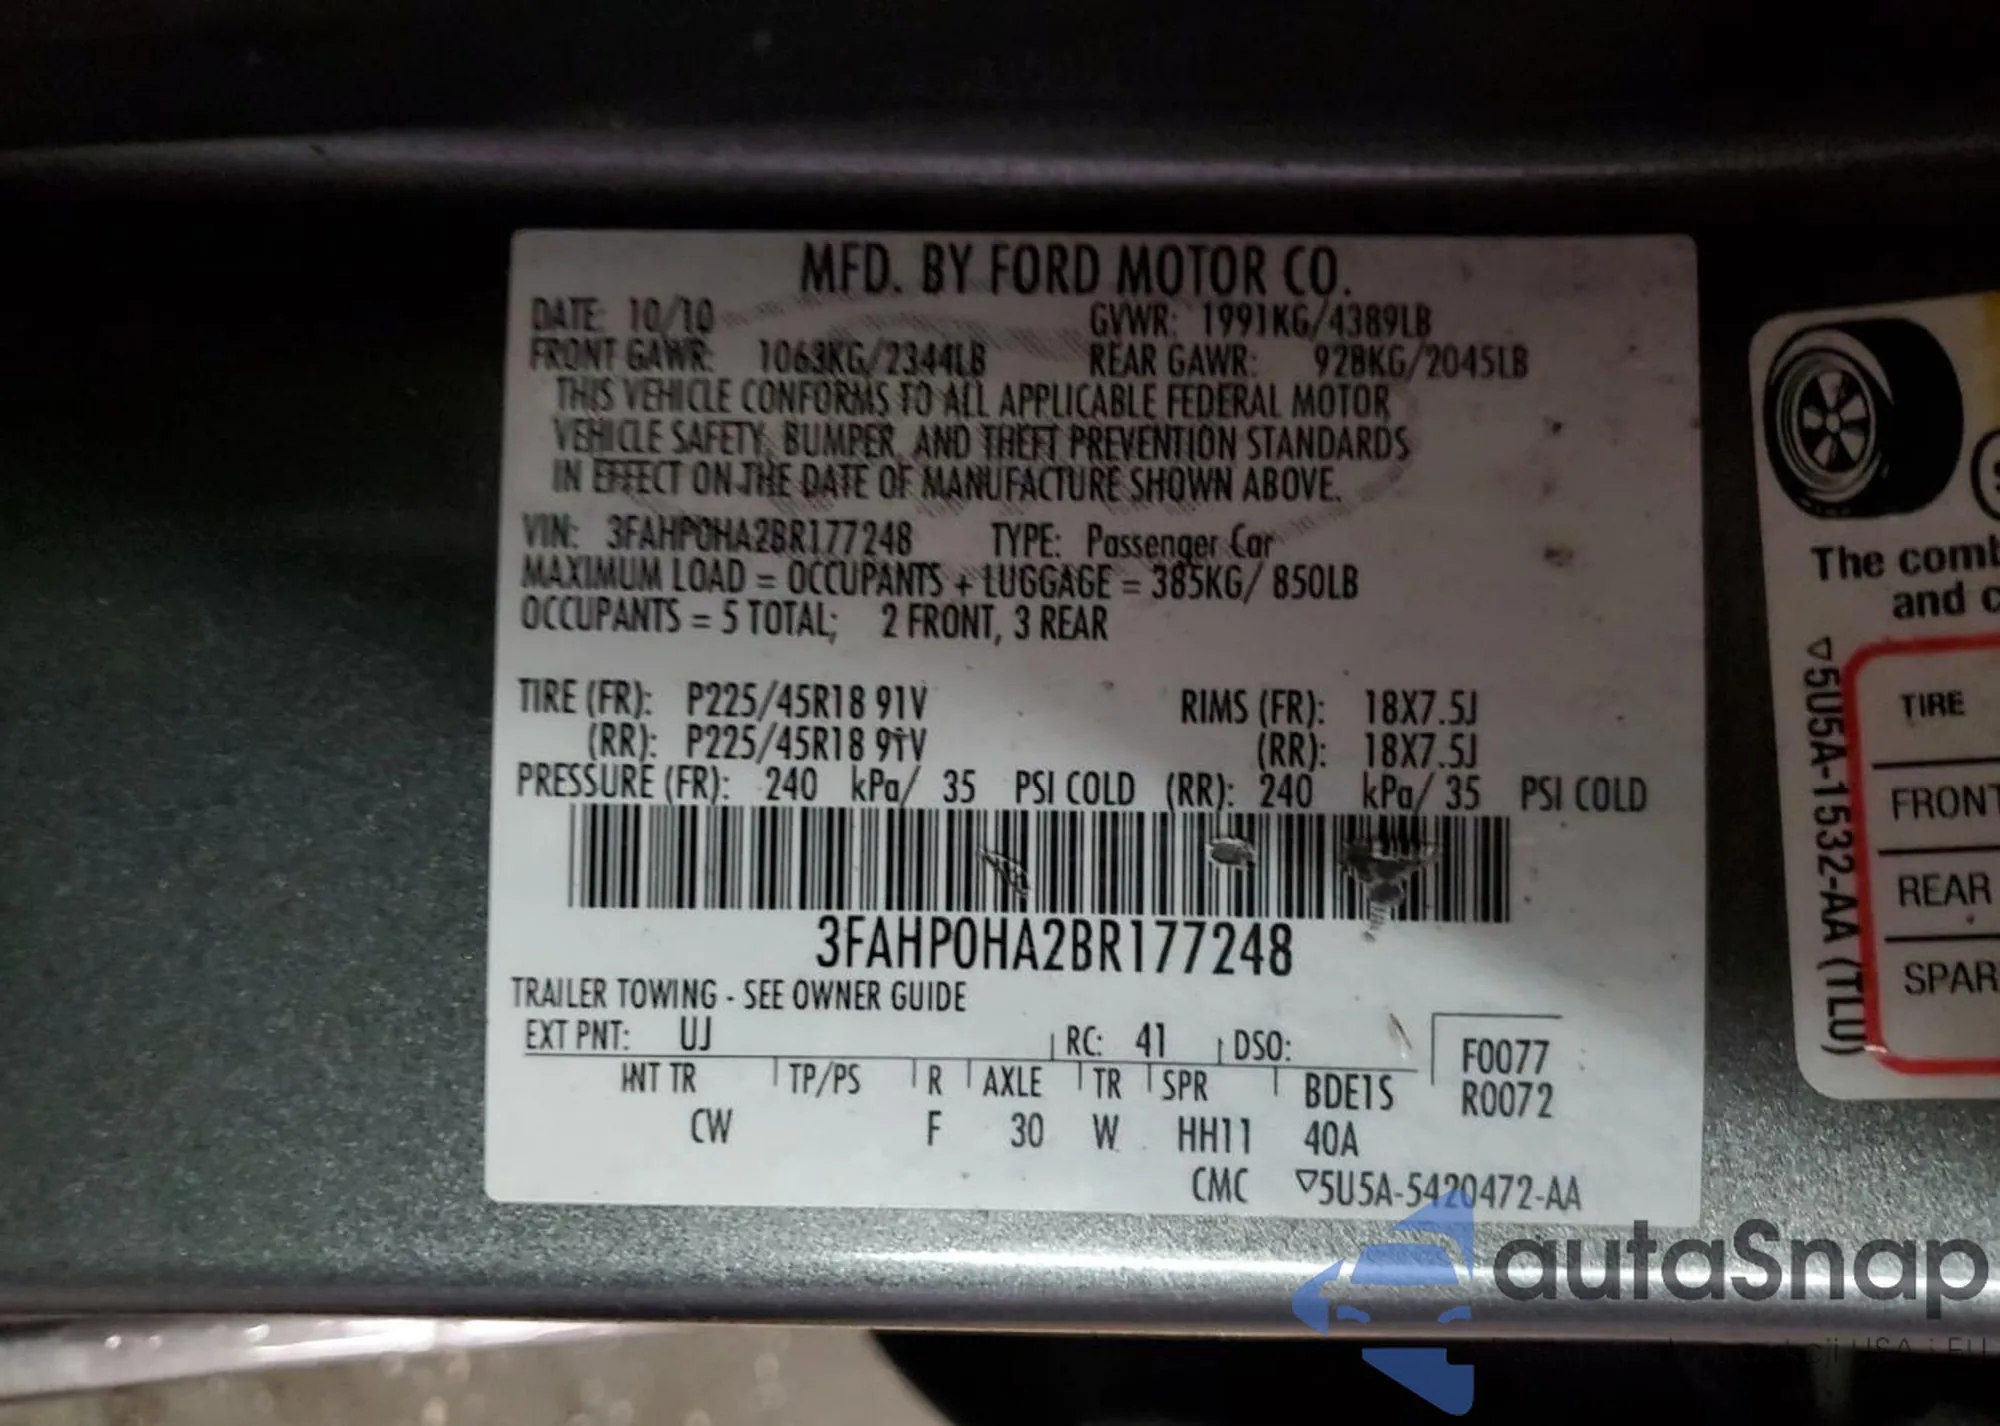 MFD. BY FORD MOTOR CO.
DATE: 10/10 GVWR: 1991KG/4389LB
FRONT GAWR: 1063KG/2344LB REAR GAWR: 928KG/2045LB
THIS VEHICLE CONFORMS TO ALL APPLICABLE FEDERAL MOTOR
VEHICLE SAFETY, BUMPER, AND THEFT PREVENTION STANDARDS
IN EFFECT ON THE DATE OF MANUFACTURE SHOWN ABOVE.
VIN: 3FAHP0HA2BR177248 TYPE: Passenger Car
MAXIMUM LOAD = OCCUPANTS + LUGGAGE = 385KG/ 850LB
OCCUPANTS = 5 TOTAL; 2 FRONT, 3 REAR
TIRE (FR): P225/45R18 91V RIMS (FR): 18X7.5J
(RR): P225/45R18 91V (RR): 18X7.5J
PRESSURE (FR): 240 kPa/ 35 PSI COLD (RR): 240 kPa/ 35 PSI COLD
3FAHP0HA2BR177248
TRAILER TOWING - SEE OWNER GUIDE
EXT PNT: UJ RC: 41 DSO:
F0077
R0072
INT TR TP/PS R AXLE TR SPR BDE1S
CW F 30 W HH11 40A
CMC ▽5U5A-5420472-AA
The comb
and c
▽5U5A-1532-AA (TLU)
TIRE
FRONT
REAR
SPAR
autaSnap